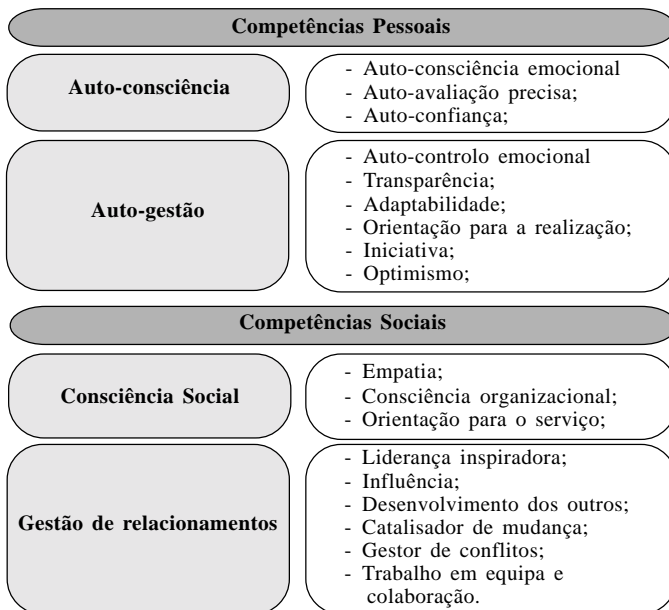 Competências Pessoais
Auto-consciência
- Auto-consciência emocional
- Auto-avaliação precisa;
- Auto-confiança;
Auto-gestão
- Auto-controlo emocional
- Transparência;
- Adaptabilidade;
- Orientação para a realização;
- Iniciativa;
- Optimismo;
Competências Sociais
Consciência Social
- Empatia;
- Consciência organizacional;
- Orientação para o serviço;
Gestão de relacionamentos
- Liderança inspiradora;
- Influência;
- Desenvolvimento dos outros;
- Catalisador de mudança;
- Gestor de conflitos;
- Trabalho em equipa e
colaboração.